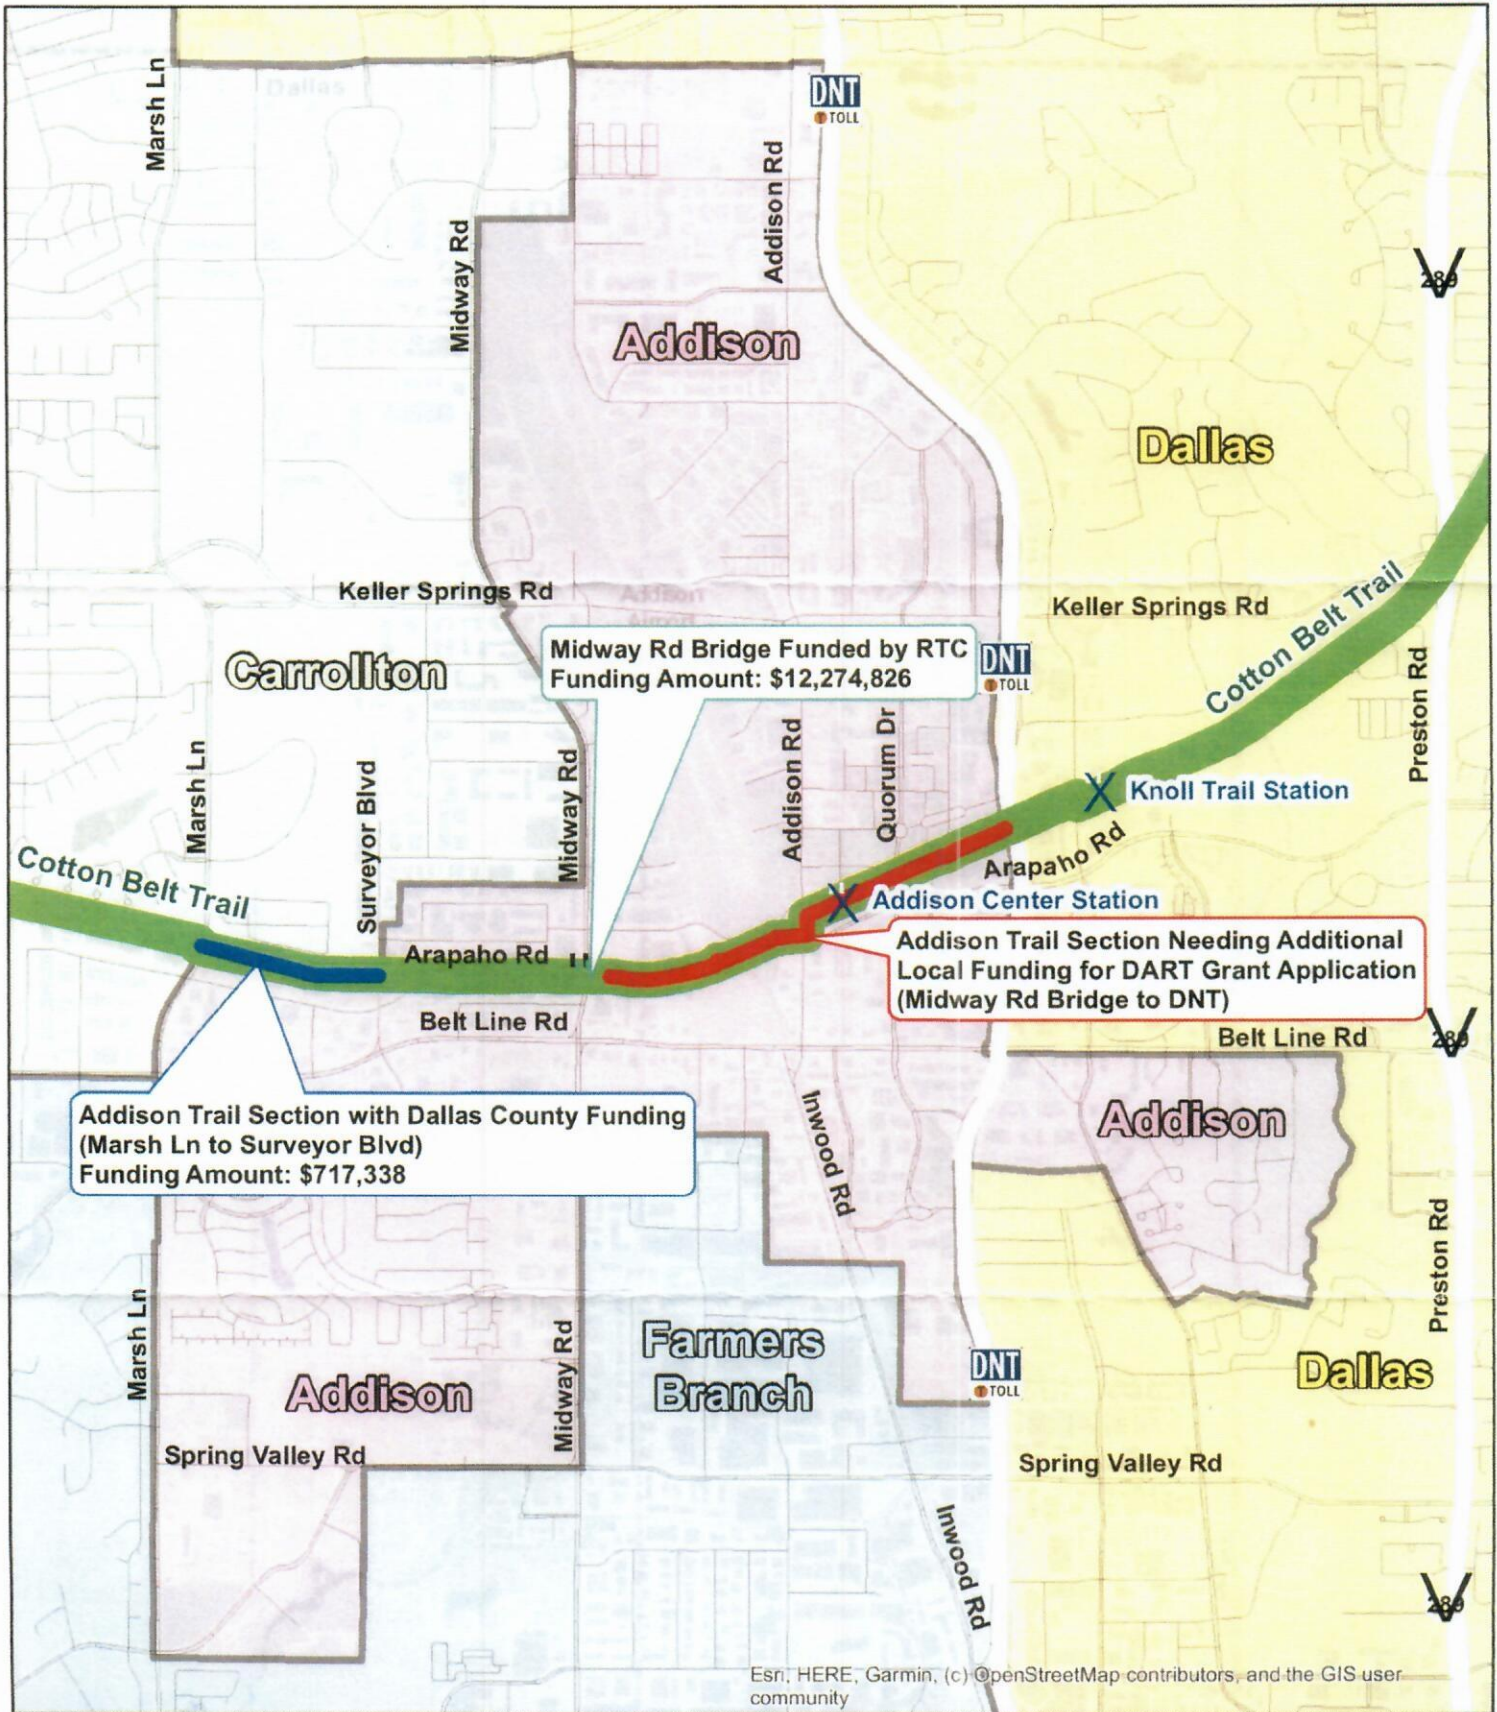 Marsh Ln
Dallas
DNT
TOLL
Addison Rd
Midway Rd
289
Addison
Dallas
Keller Springs Rd
Keller Springs Rd
Cotton Belt Trail
Midway Rd Bridge Funded by RTC
Funding Amount: $12,274,826
DNT
TOLL
Carrollton
Preston Rd
Marsh Ln
Surveyor Blvd
Midway Rd
Addison Rd
Quorum Dr
Knoll Trail Station
Arapaho Rd
Cotton Belt Trail
Addison Center Station
Arapaho Rd
Addison Trail Section Needing Additional
Local Funding for DART Grant Application
(Midway Rd Bridge to DNT)
Belt Line Rd
Belt Line Rd
289
Addison Trail Section with Dallas County Funding
(Marsh Ln to Surveyor Blvd)
Funding Amount: $717,338
Inwood Rd
Addison
Preston Rd
Marsh Ln
Midway Rd
Farmers
Branch
DNT
TOLL
Addison
Dallas
Spring Valley Rd
Spring Valley Rd
Inwood Rd
289
Esri, HERE, Garmin, (c) OpenStreetMap contributors, and the GIS user
community